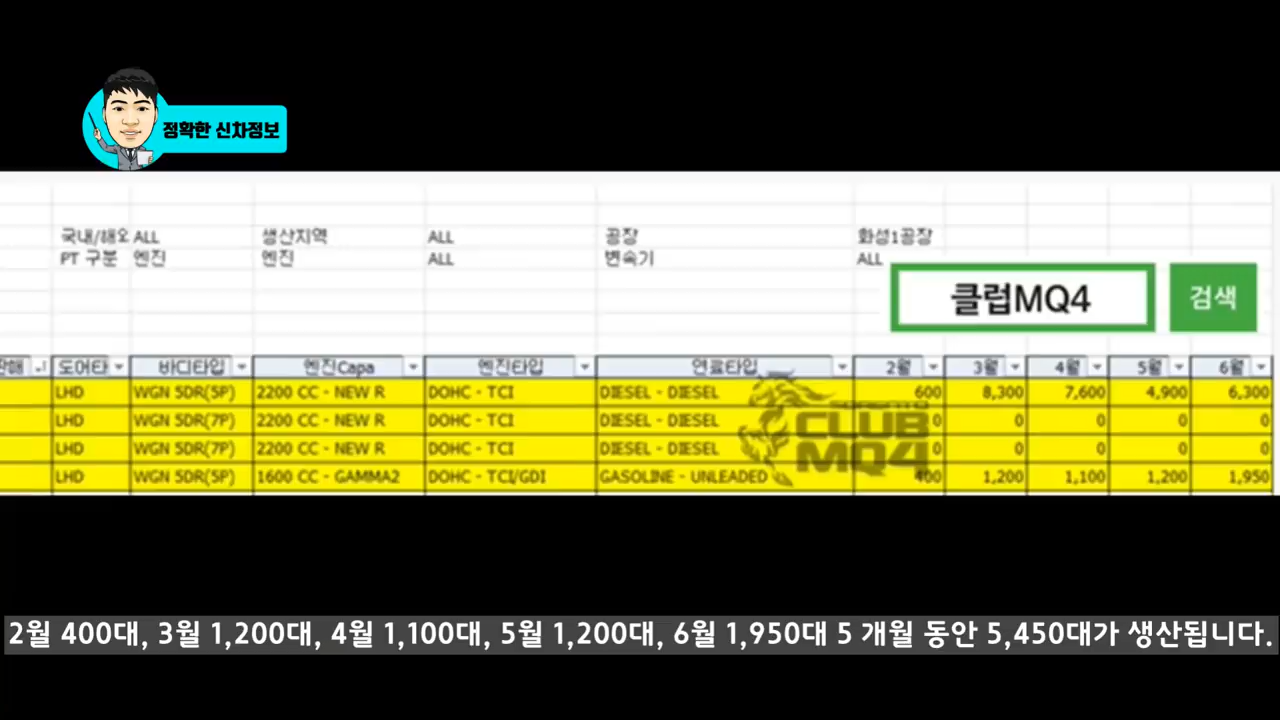 정확한 신차정보
국내/해외 ALL 생산지역 ALL 공장 화성1공장
PT 구분 엔진 엔진 ALL 변속기 ALL
클럽MQ4 검색
판매 도어타 바디타입 엔진Capa 엔진타입 연료타입 2월 3월 4월 5월 6월
LHD WGN 5DR(5P) 2200 CC - NEW R DOHC - TCI DIESEL - DIESEL 600 8,300 7,600 4,900 6,300
LHD WGN 5DR(7P) 2200 CC - NEW R DOHC - TCI DIESEL - DIESEL 0 0 0 0 0
LHD WGN 5DR(7P) 2200 CC - NEW R DOHC - TCI DIESEL - DIESEL 0 0 0 0 0
LHD WGN 5DR(5P) 1600 CC - GAMMA2 DOHC - TCI/GDI GASOLINE - UNLEADED 400 1,200 1,100 1,200 1,950
CLUB
MQ4
2월 400대, 3월 1,200대, 4월 1,100대, 5월 1,200대, 6월 1,950대 5 개월 동안 5,450대가 생산됩니다.